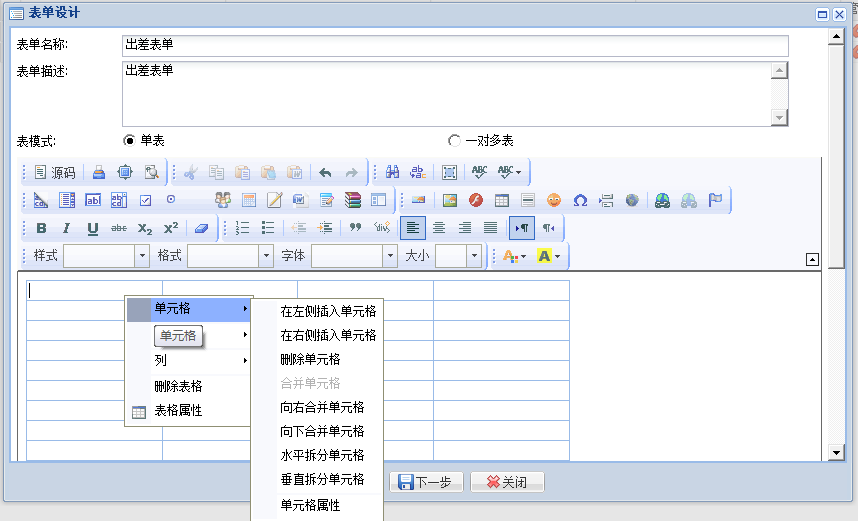 表单设计
表单名称:
出差表单
表单描述:
出差表单
表模式:
单表
一对多表
源码
B I U abc X₂ X²
样式 格式 字体 大小
单元格
单元格
列
删除表格
表格属性
在左侧插入单元格
在右侧插入单元格
删除单元格
合并单元格
向右合并单元格
向下合并单元格
水平拆分单元格
垂直拆分单元格
单元格属性
下一步
关闭